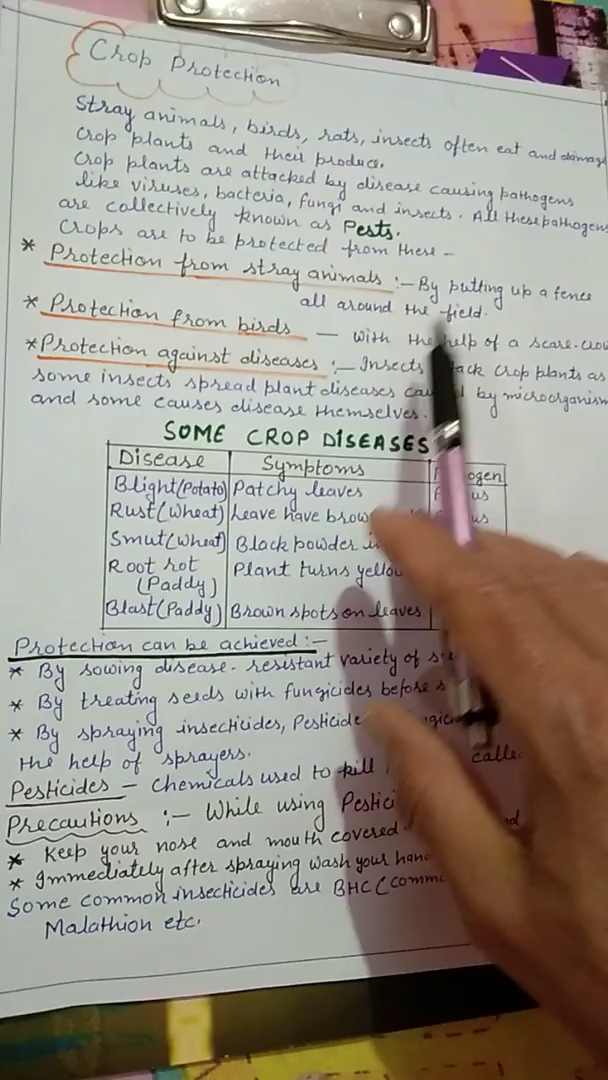 Crop Protection
Stray animals, birds, rats, insects often eat and damage
crop plants and their produce.
Crop plants are attacked by disease causing pathogens
like viruses, bacteria, fungi and insects. All these pathogens
are collectively known as Pests.
Crops are to be protected from these -
* Protection from stray animals :- By putting up a fence
all around the field.
* Protection from birds - With the help of a scare-crow
* Protection against diseases :- Insects crop plants as
some insects spread plant diseases by microorganism
and some causes disease themselves.
SOME CROP DISEASES
Disease Symptoms
Blight (Potato) Patchy leaves
Rust (Wheat) Leave have
Smut (Wheat) Black powder
Root rot Plant turns
(Paddy)
Blast (Paddy) Brown spots on leaves
Protection can be achieved :-
* By sowing disease-resistant variety of
* By treating seeds with fungicides before
* By spraying insecticides,
the help of sprayers.
Pesticides - Chemicals used to kill
Precautions :- While using
* Keep your nose and mouth covered
* Immediately after spraying wash your
Some common insecticides are BHC
Malathion etc.